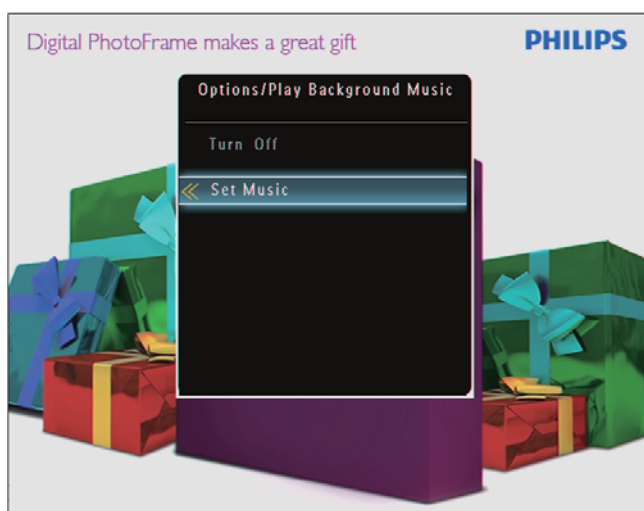 Digital PhotoFrame makes a great gift
PHILIPS
Options/Play Background Music
Turn Off
Set Music